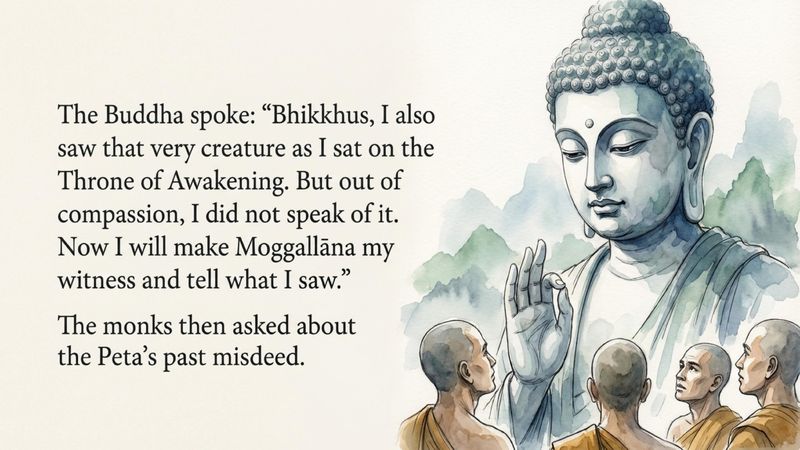 The Buddha spoke: “Bhikkhus, I also
saw that very creature as I sat on the
Throne of Awakening. But out of
compassion, I did not speak of it.
Now I will make Moggallāna my
witness and tell what I saw.”
The monks then asked about
the Peta’s past misdeed.